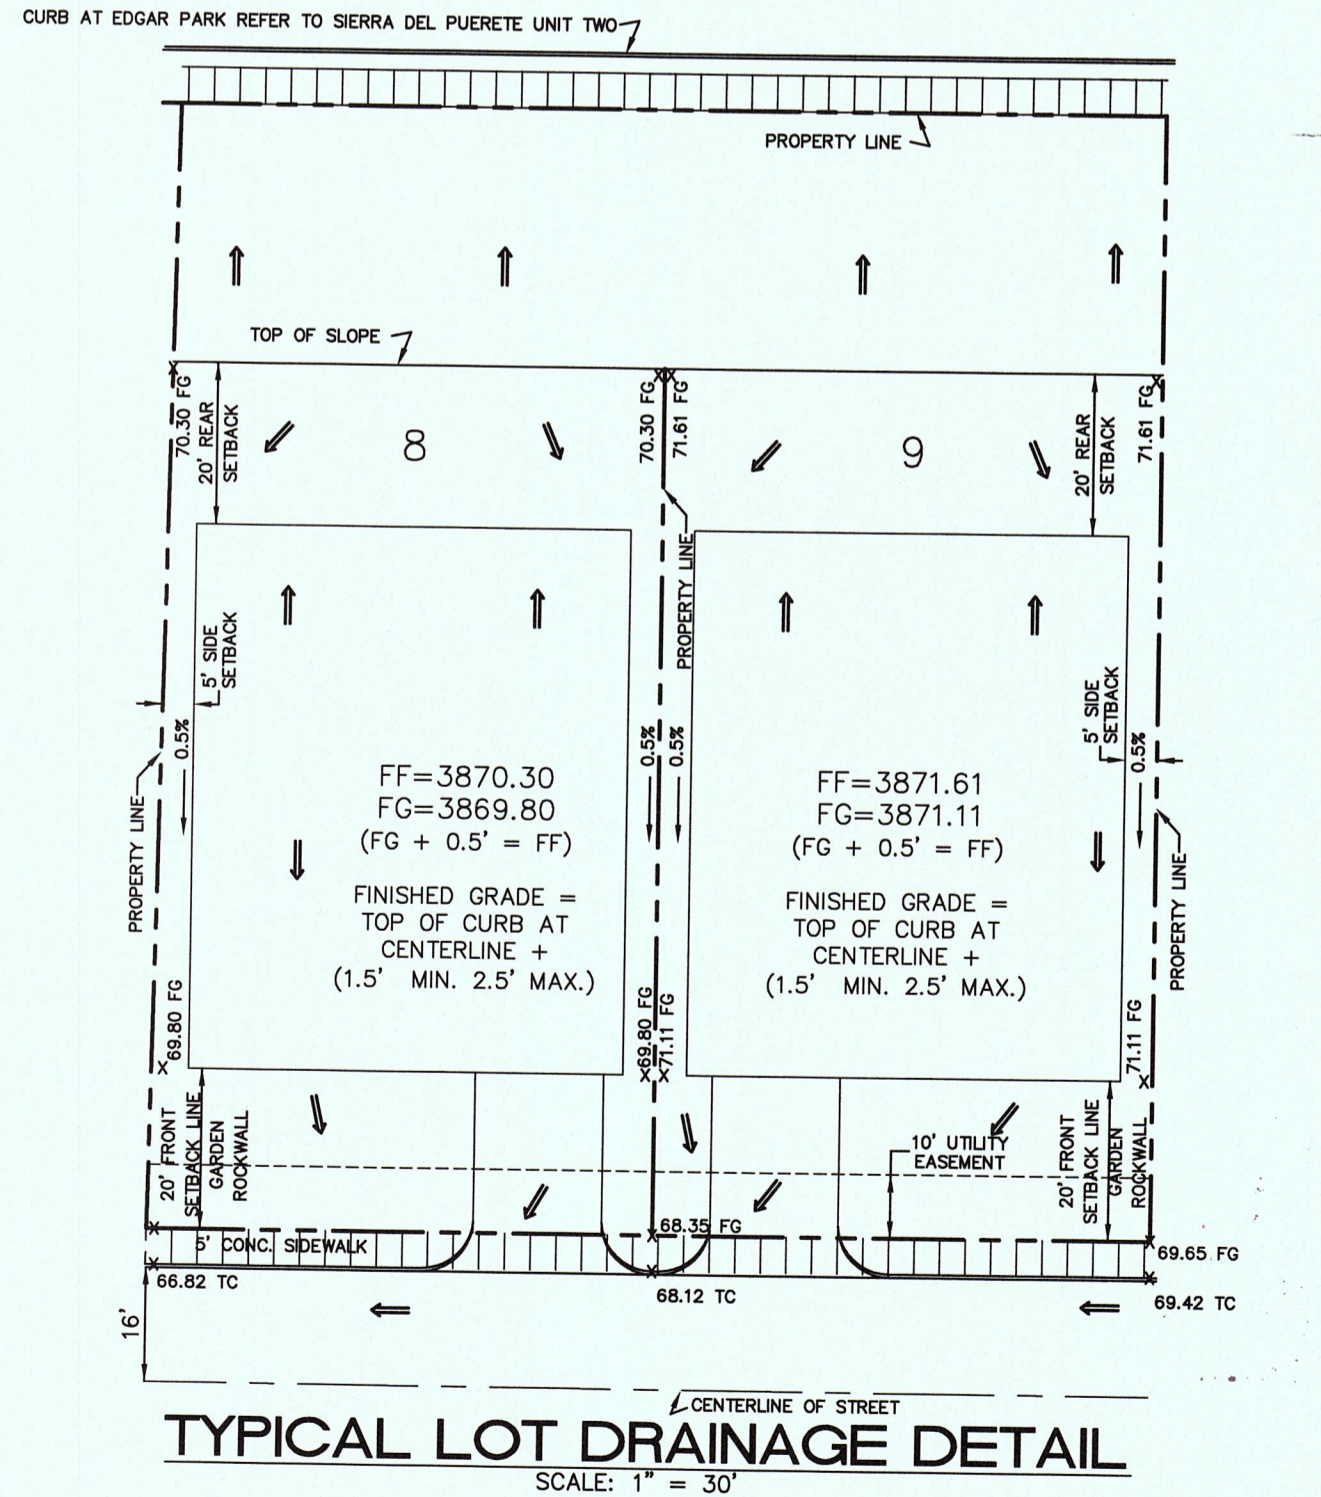 CURB AT EDGAR PARK REFER TO SIERRA DEL PUERETE UNIT TWO
PROPERTY LINE
TOP OF SLOPE
70.30 FG
20' REAR
SETBACK
8
70.30 FG
71.61 FG
9
20' REAR
SETBACK
71.61 FG
PROPERTY LINE
5' SIDE
SETBACK
5' SIDE
SETBACK
0.5%
0.5%
0.5%
0.5%
PROPERTY LINE
FF=3870.30
FG=3869.80
(FG + 0.5' = FF)
FINISHED GRADE =
TOP OF CURB AT
CENTERLINE +
(1.5' MIN. 2.5' MAX.)
FF=3871.61
FG=3871.11
(FG + 0.5' = FF)
FINISHED GRADE =
TOP OF CURB AT
CENTERLINE +
(1.5' MIN. 2.5' MAX.)
PROPERTY LINE
69.80 FG
69.80 FG
71.11 FG
71.11 FG
20' FRONT
SETBACK LINE
GARDEN
ROCKWALL
10' UTILITY
EASEMENT
20' FRONT
SETBACK LINE
GARDEN
ROCKWALL
68.35 FG
5' CONC. SIDEWALK
69.65 FG
66.82 TC
68.12 TC
69.42 TC
16'
CENTERLINE OF STREET
TYPICAL LOT DRAINAGE DETAIL
SCALE: 1" = 30'